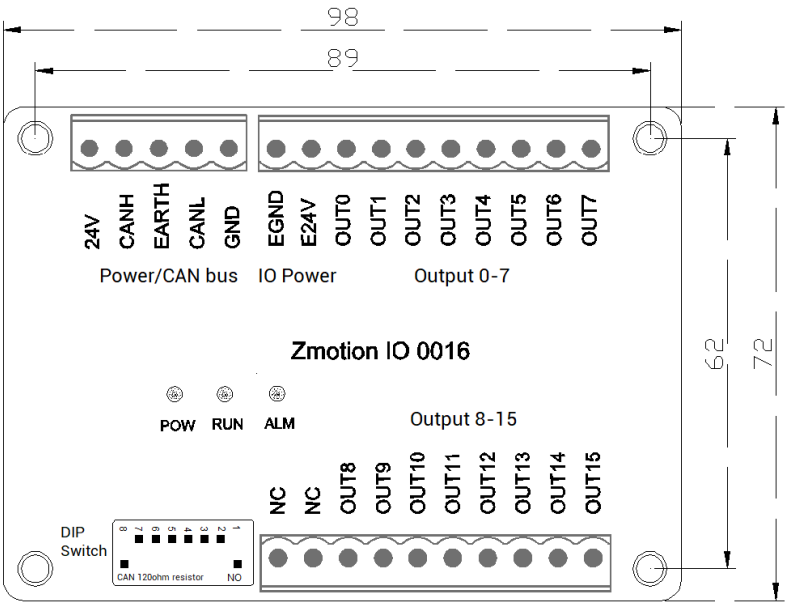 98
89
24V
CANH
EARTH
CANL
GND
EGND
E24V
OUT0
OUT1
OUT2
OUT3
OUT4
OUT5
OUT6
OUT7
Power/CAN bus
IO Power
Output 0-7
62
72
Zmotion IO 0016
POW
RUN
ALM
Output 8-15
NC
NC
OUT8
OUT9
OUT10
OUT11
OUT12
OUT13
OUT14
OUT15
DIP
Switch
8 7 6 5 4 3 2 1
CAN 120ohm resistor
NO